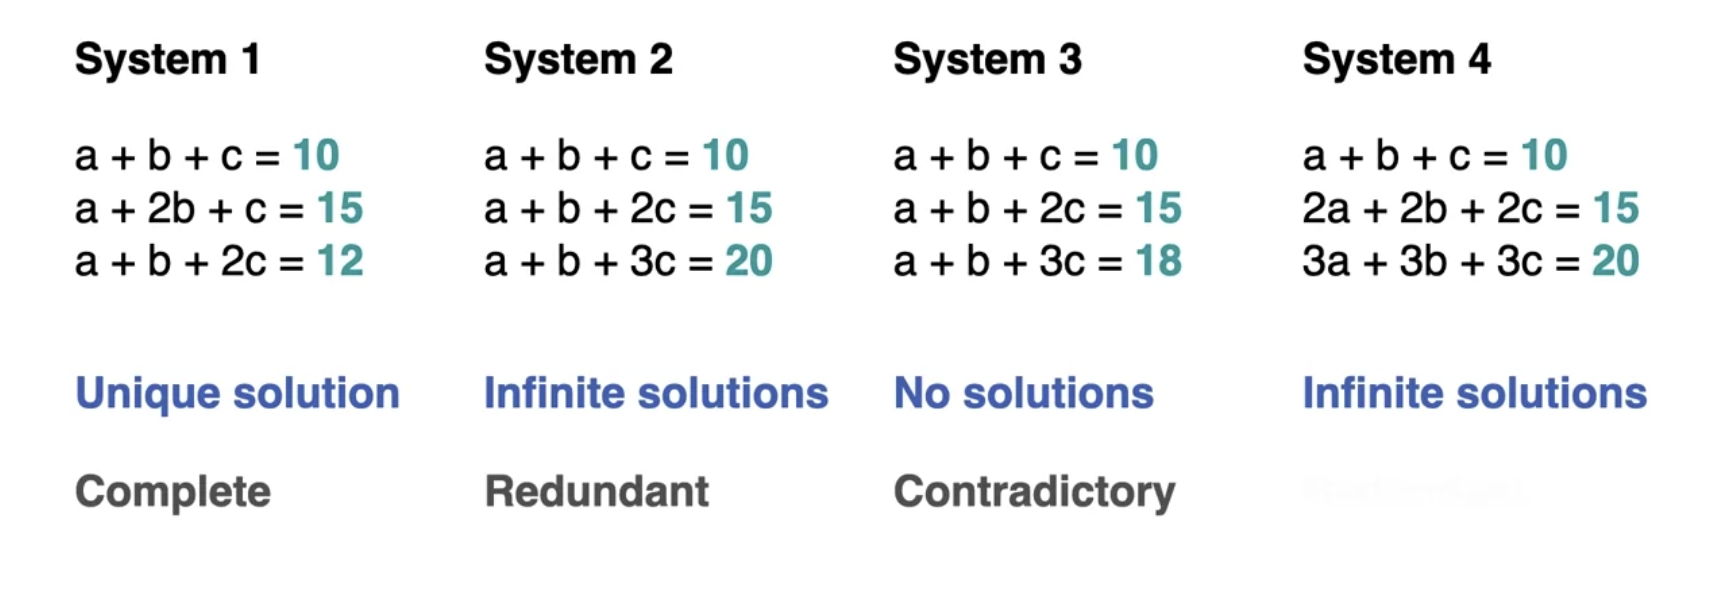 System 1
a + b + c = 10
a + 2b + c = 15
a + b + 2c = 12
Unique solution
Complete
System 2
a + b + c = 10
a + b + 2c = 15
a + b + 3c = 20
Infinite solutions
Redundant
System 3
a + b + c = 10
a + b + 2c = 15
a + b + 3c = 18
No solutions
Contradictory
System 4
a + b + c = 10
2a + 2b + 2c = 15
3a + 3b + 3c = 20
Infinite solutions